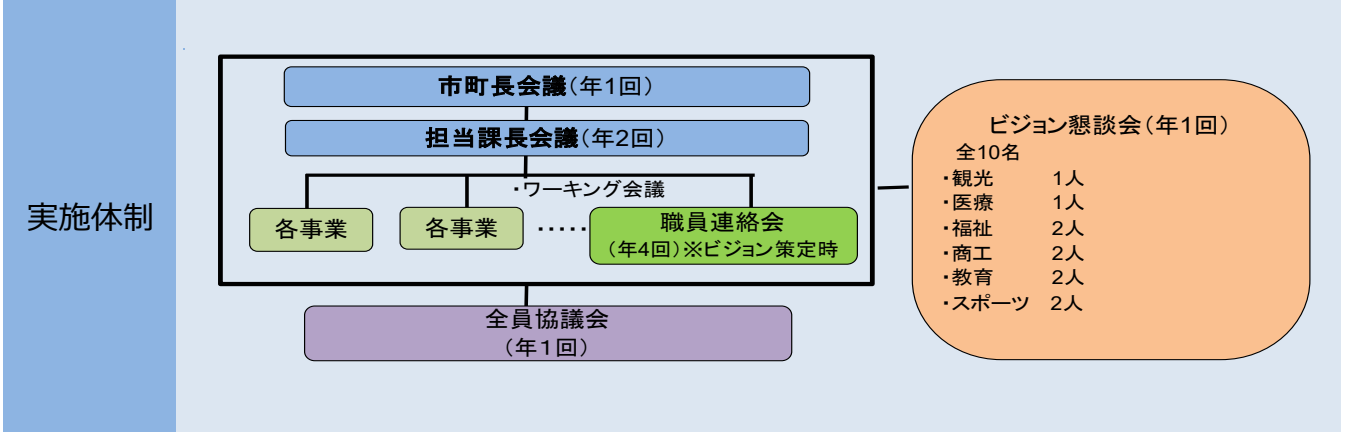 実施体制
市町長会議(年1回)
担当課長会議(年2回)
・ワーキング会議
各事業
各事業
・・・・・
職員連絡会
(年4回)※ビジョン策定時
全員協議会
(年1回)
ビジョン懇談会(年1回)
全10名
・観光 1人
・医療 1人
・福祉 2人
・商工 2人
・教育 2人
・スポーツ 2人